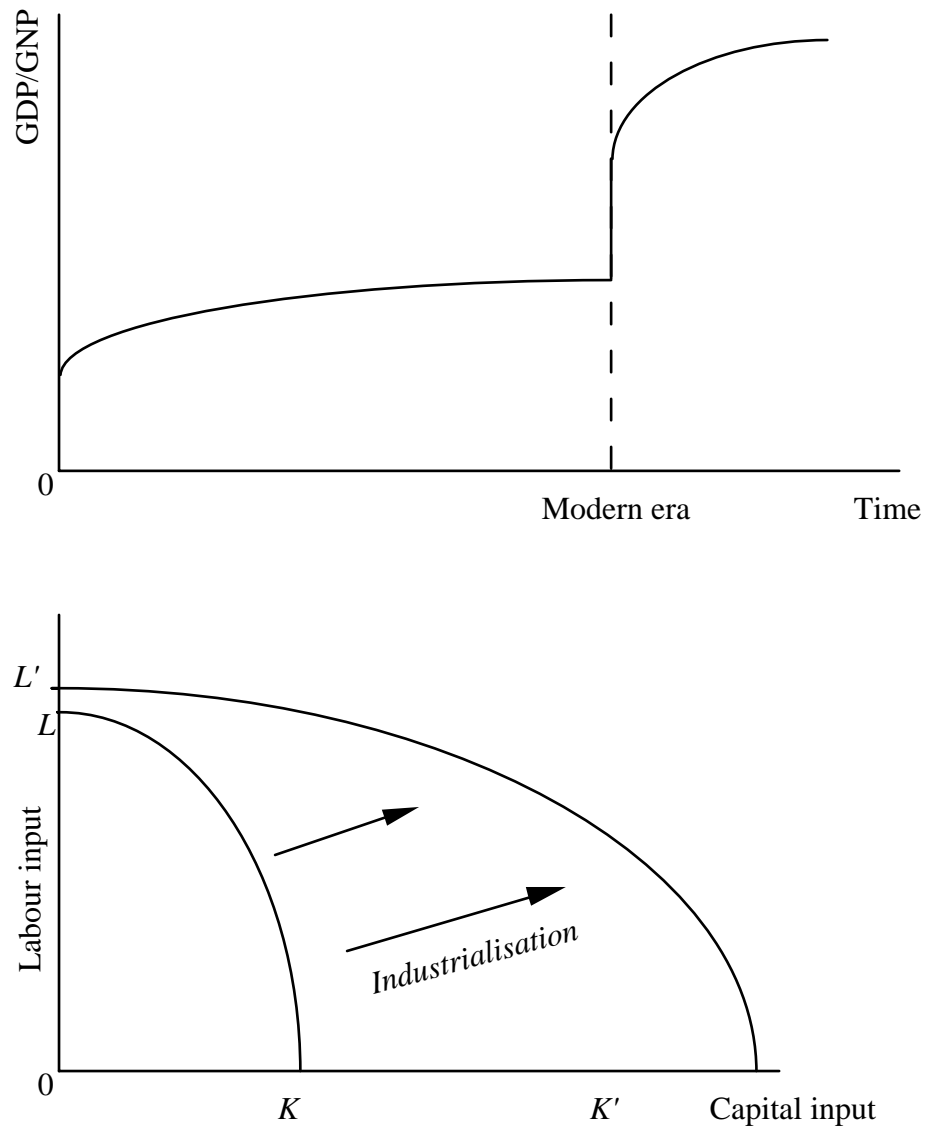 GDP/GNP
0
Modern era
Time
L'
L
Labour input
Industrialisation
0
K
K'
Capital input